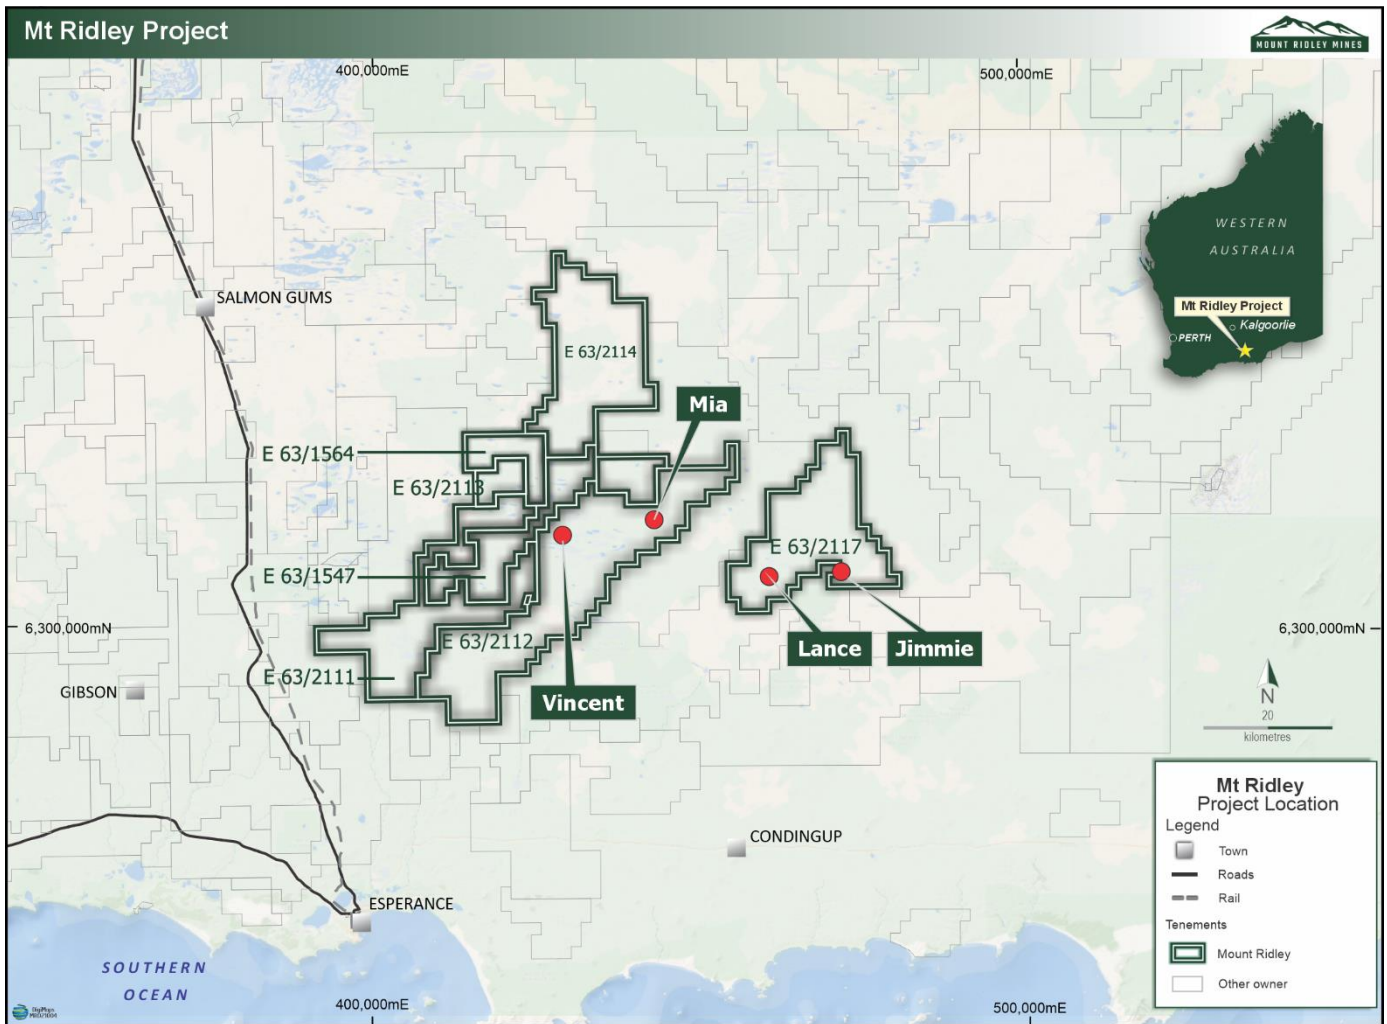 Mt Ridley Project
MOUNT RIDLEY MINES
400,000mE
500,000mE
WESTERN
AUSTRALIA
Mt Ridley Project
Kalgoorlie
PERTH
SALMON GUMS
E 63/2114
Mia
E 63/1564
E 63/2113
E 63/2117
E 63/1547
6,300,000mN
6,300,000mN
E 63/2112
Lance
Jimmie
E 63/2111
GIBSON
Vincent
N
20
kilometres
Mt Ridley
Project Location
Legend
Town
Roads
Rail
Tenements
Mount Ridley
Other owner
CONDINGUP
ESPERANCE
SOUTHERN
OCEAN
400,000mE
500,000mE